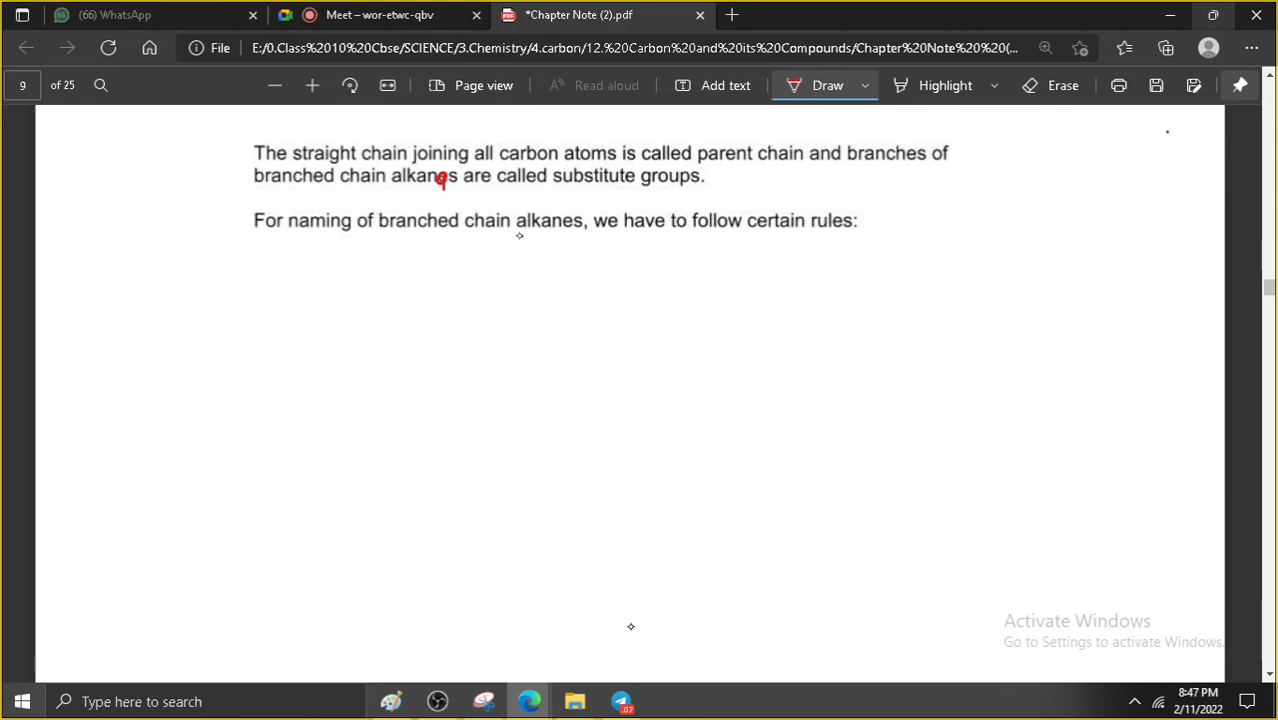 (66) WhatsApp
Meet – wor-etwc-qbv
*Chapter Note (2).pdf
File
E:/0.Class%2010%20Cbse/SCIENCE/3.Chemistry/4.carbon/12.%20Carbon%20and%20its%20Compounds/Chapter%20Note%20%20(...
9 of 25
Page view
Read aloud
Add text
Draw
Highlight
Erase
The straight chain joining all carbon atoms is called parent chain and branches of
branched chain alkanes are called substitute groups.
For naming of branched chain alkanes, we have to follow certain rules:
Activate Windows
Go to Settings to activate Windows.
Type here to search
.07
8:47 PM
2/11/2022